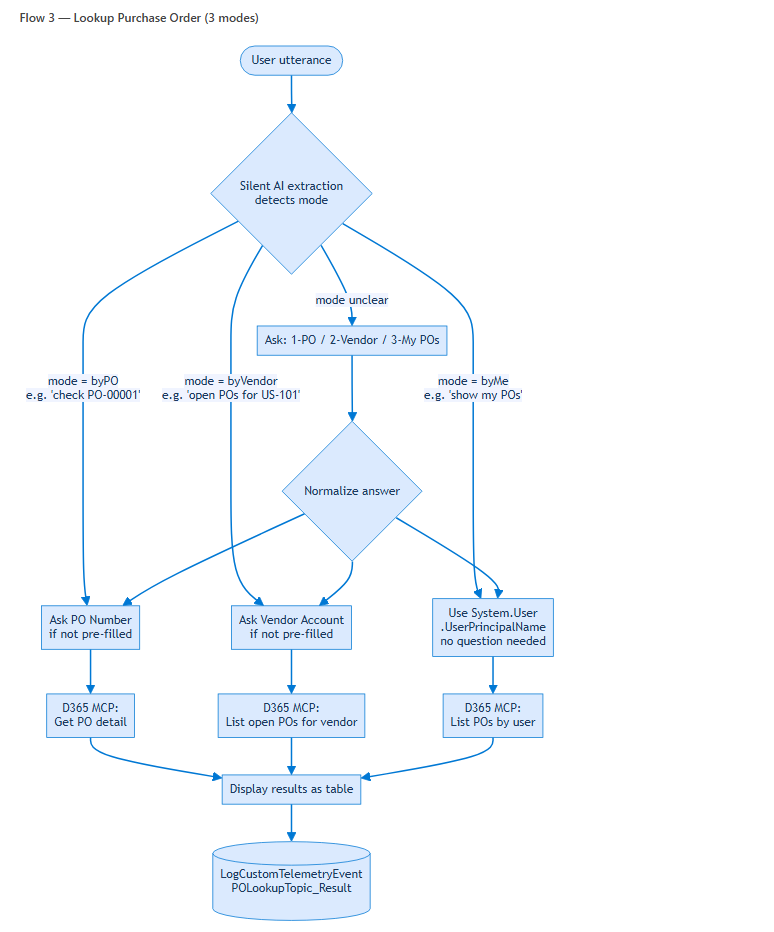 Flow 3 — Lookup Purchase Order (3 modes)
User utterance
Silent AI extraction
detects mode
mode unclear
Ask: 1-PO / 2-Vendor / 3-My POs
mode = byPO
e.g. 'check PO-00001'
mode = byVendor
e.g. 'open POs for US-101'
mode = byMe
e.g. 'show my POs'
Normalize answer
Ask PO Number
if not pre-filled
Ask Vendor Account
if not pre-filled
Use System.User
.UserPrincipalName
no question needed
D365 MCP:
Get PO detail
D365 MCP:
List open POs for vendor
D365 MCP:
List POs by user
Display results as table
LogCustomTelemetryEvent
POLookupTopic_Result